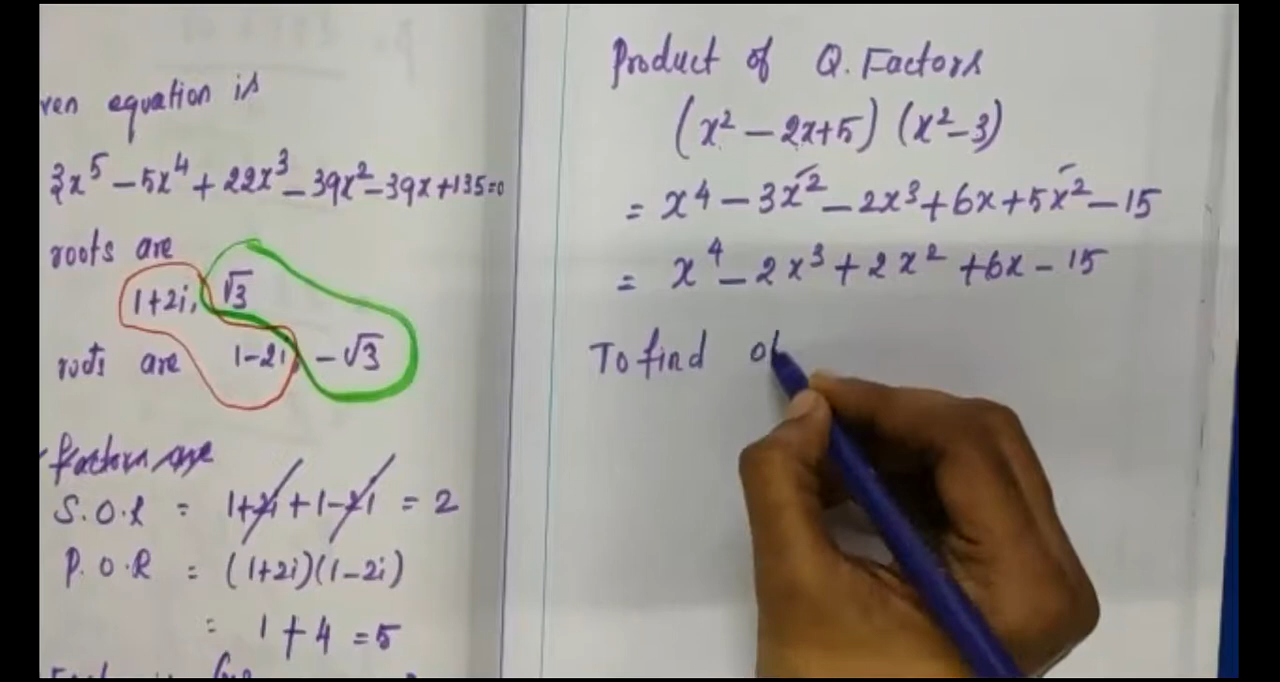 equation is
3x⁵ - 5x⁴ + 22x³ - 39x² - 39x + 135 = 0
roots are
1+2i, √3
roots are 1-2i, -√3
factors are
S.O.R = 1+2i + 1-2i = 2
P.O.R = (1+2i)(1-2i)
= 1 + 4 = 5
Product of Q. Factors
(x² - 2x+5) (x²-3)
= x⁴ - 3x² - 2x³ + 6x + 5x² - 15
= x⁴ - 2x³ + 2x² + 6x - 15
To find